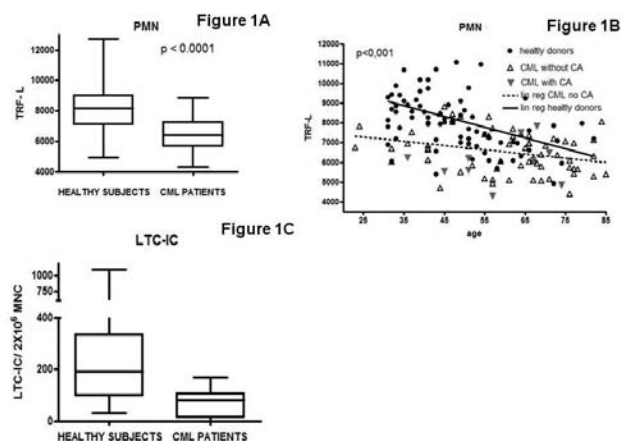 Figure 1A
PMN
p < 0.0001
TRF- L
12000
10000
8000
6000
4000
HEALTHY SUBJECTS CML PATIENTS
Figure 1B
PMN
p<0,001
healty donors
CML without CA
CML with CA
lin reg CML no CA
lin reg healty donors
TRF-L
12000
11000
10000
9000
8000
7000
6000
5000
4000
25 35 45 55 65 75 85
age
Figure 1C
LTC-IC
LTC-IC/ 2X10⁶ MNC
1000
750
400
200
0
HEALTHY SUBJECTS CML PATIENTS